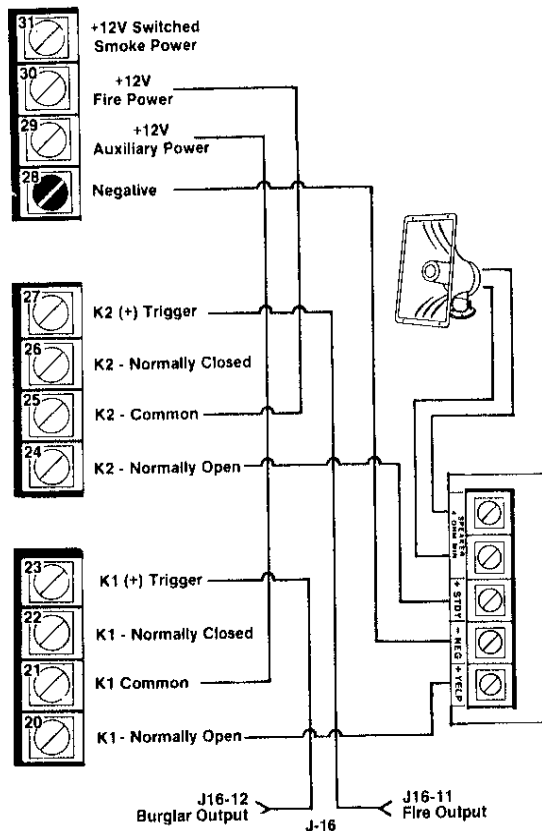 31
+12V Switched
Smoke Power
30
+12V
Fire Power
29
+12V
Auxiliary Power
28
Negative
27
K2 (+) Trigger
26
K2 - Normally Closed
25
K2 - Common
24
K2 - Normally Open
SPEAKER
4 OHM MIN
+ STDY
- NEG
+ YELP
23
K1 (+) Trigger
22
K1 - Normally Closed
21
K1 Common
20
K1 - Normally Open
J16-12
Burglar Output
J-16
J16-11
Fire Output